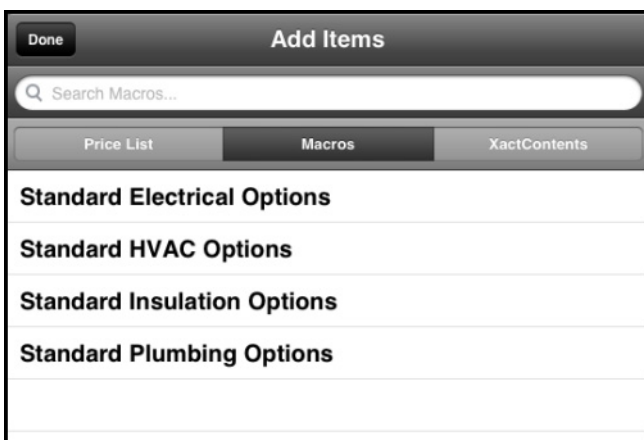 Done
Add Items
Search Macros...
Price List
Macros
XactContents
Standard Electrical Options
Standard HVAC Options
Standard Insulation Options
Standard Plumbing Options